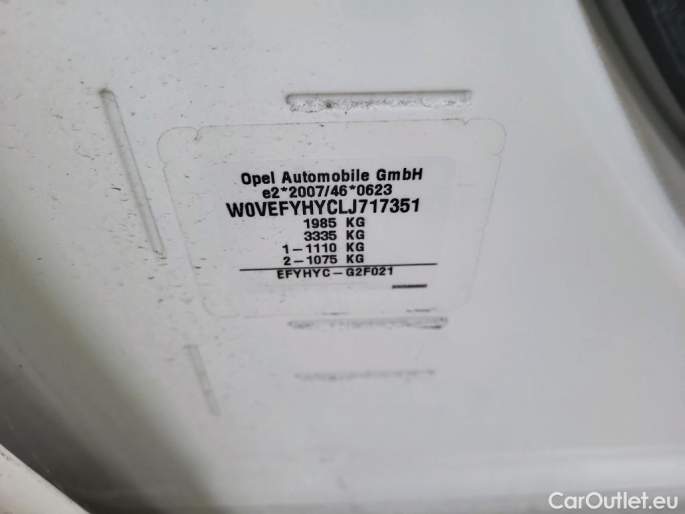 Opel Automobile GmbH
e2*2007/46*0623
W0VEFYHYCLJ717351
1985 KG
3335 KG
1-1110 KG
2-1075 KG
EFYHYC-G2F021
CarOutlet.eu